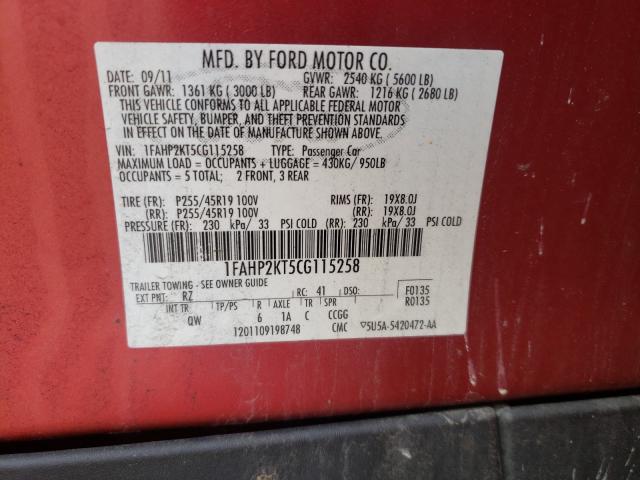 MFD. BY FORD MOTOR CO.
DATE: 09/11 GVWR: 2540 KG ( 5600 LB)
FRONT GAWR: 1361 KG ( 3000 LB) REAR GAWR: 1216 KG ( 2680 LB)
THIS VEHICLE CONFORMS TO ALL APPLICABLE FEDERAL MOTOR
VEHICLE SAFETY, BUMPER, AND THEFT PREVENTION STANDARDS
IN EFFECT ON THE DATE OF MANUFACTURE SHOWN ABOVE.
VIN: 1FAHP2KT5CG115258 TYPE: Passenger Car
MAXIMUM LOAD = OCCUPANTS + LUGGAGE = 430KG/ 950LB
OCCUPANTS = 5 TOTAL; 2 FRONT, 3 REAR
TIRE (FR): P255/45R19 100V RIMS (FR): 19X8.0J
(RR): P255/45R19 100V (RR): 19X8.0J
PRESSURE (FR): 230 kPa/ 33 PSI COLD (RR): 230 kPa/ 33 PSI COLD
1FAHP2KT5CG115258
TRAILER TOWING - SEE OWNER GUIDE
EXT PNT: RZ RC: 41 DSO: F0135
R0135
INT TR TP/PS R AXLE TR SPR
QW 6 1A C CCGG
1201109198748 CMC ▽5U5A-5420472-AA